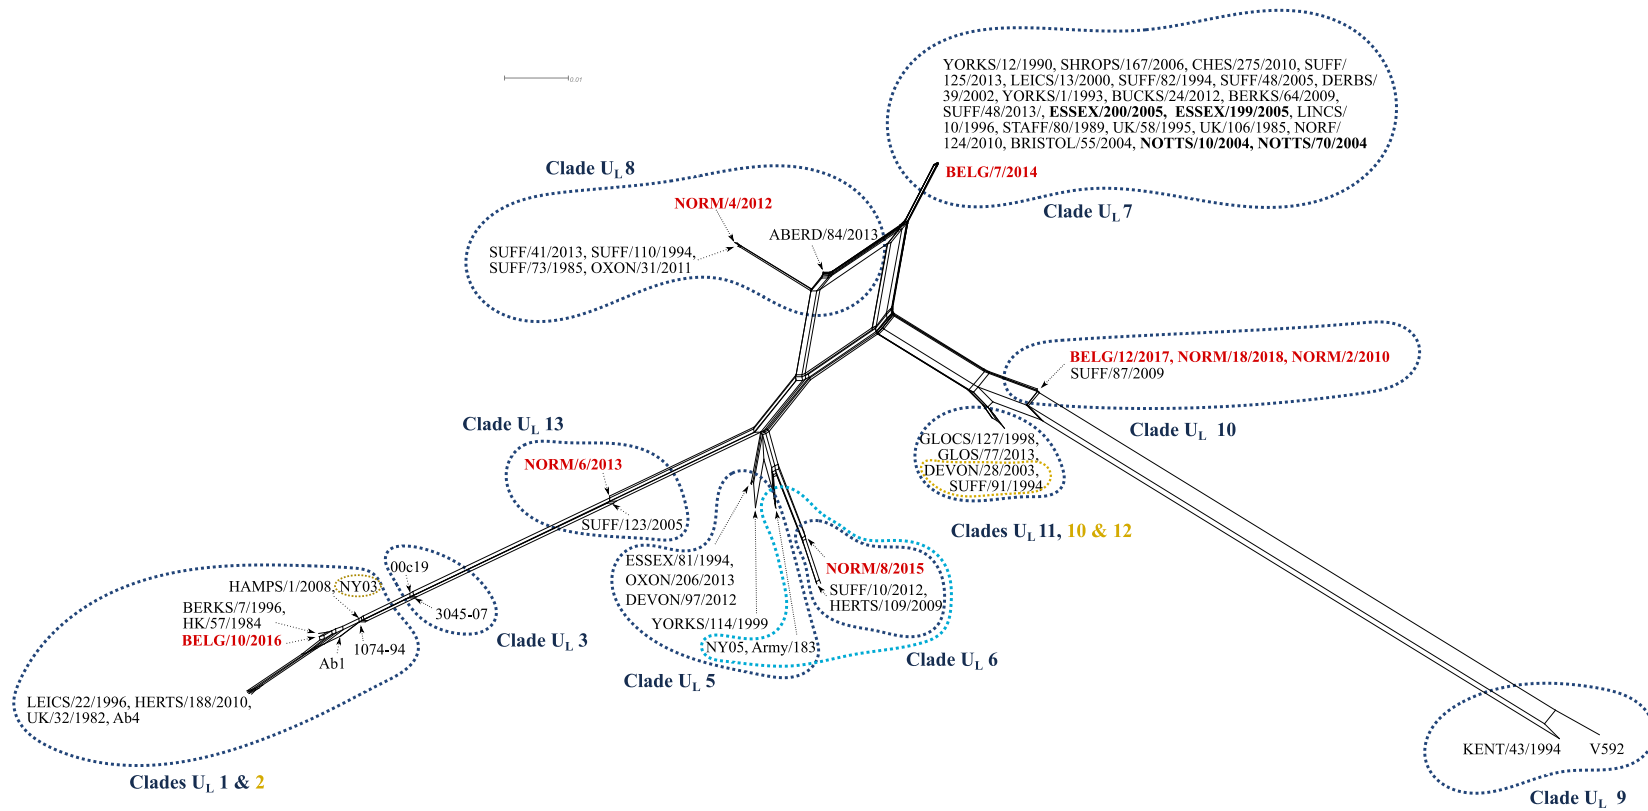 YORKS/12/1990, SHROPS/167/2006, CHES/275/2010, SUFF/
125/2013, LEICS/13/2000, SUFF/82/1994, SUFF/48/2005, DERBS/
39/2002, YORKS/1/1993, BUCKS/24/2012, BERKS/64/2009,
SUFF/48/2013/, ESSEX/200/2005, ESSEX/199/2005, LINCS/
10/1996, STAFF/80/1989, UK/58/1995, UK/106/1985, NORF/
124/2010, BRISTOL/55/2004, NOTTS/10/2004, NOTTS/70/2004
BELG/7/2014
Clade UL 7
0.01
Clade UL 8
NORM/4/2012
ABERD/84/2013
SUFF/41/2013, SUFF/110/1994,
SUFF/73/1985, OXON/31/2011
BELG/12/2017, NORM/18/2018, NORM/2/2010
SUFF/87/2009
Clade UL 10
GLOCS/127/1998,
GLOS/77/2013,
DEVON/28/2003,
SUFF/91/1994
Clades UL 11, 10 & 12
Clade UL 13
NORM/6/2013
SUFF/123/2005
ESSEX/81/1994,
OXON/206/2013
DEVON/97/2012
YORKS/114/1999
NY05, Army/183
Clade UL 5
NORM/8/2015
SUFF/10/2012,
HERTS/109/2009
Clade UL 6
00c19
3045-07
Clade UL 3
HAMPS/1/2008, NY03
BERKS/7/1996,
HK/57/1984
BELG/10/2016
Ab1
1074-94
LEICS/22/1996, HERTS/188/2010,
UK/32/1982, Ab4
Clades UL 1 & 2
KENT/43/1994
V592
Clade UL 9